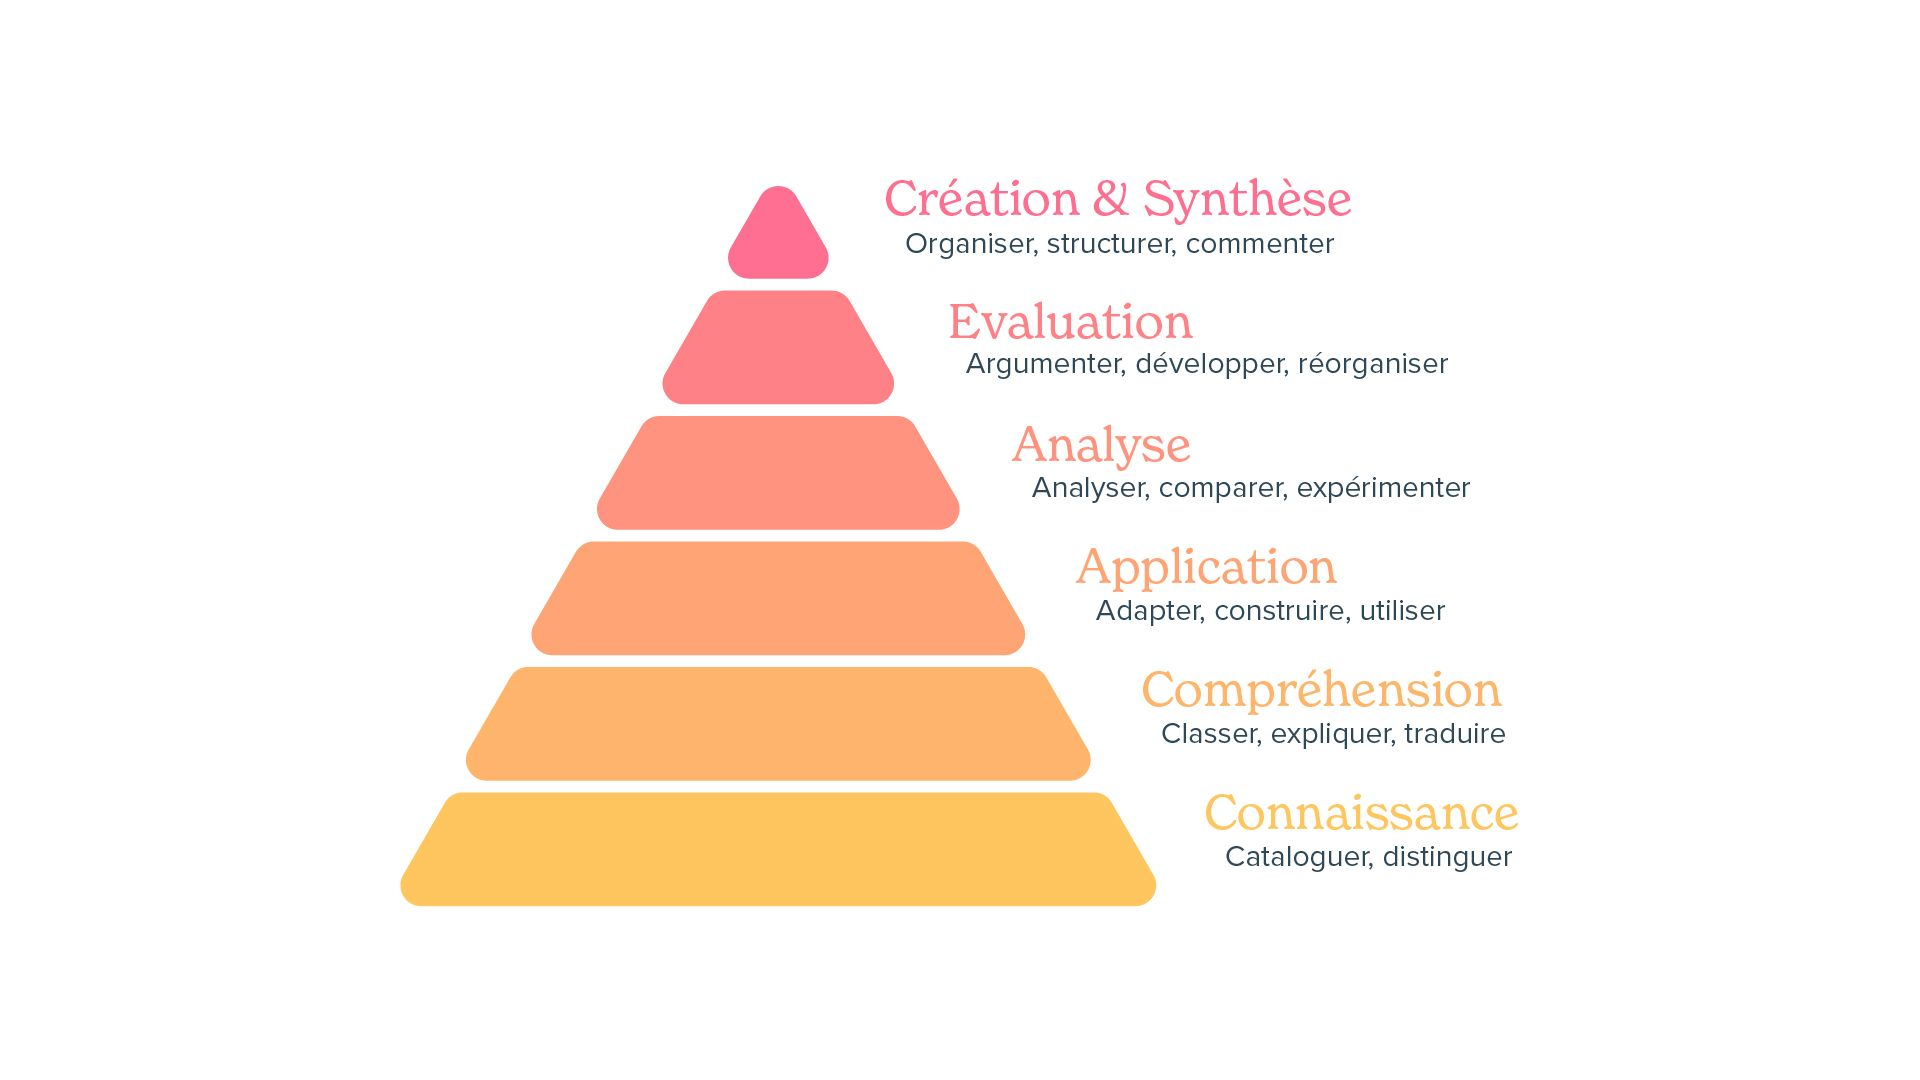 Création & Synthèse
Organiser, structurer, commenter
Evaluation
Argumenter, développer, réorganiser
Analyse
Analyser, comparer, expérimenter
Application
Adapter, construire, utiliser
Compréhension
Classer, expliquer, traduire
Connaissance
Cataloguer, distinguer